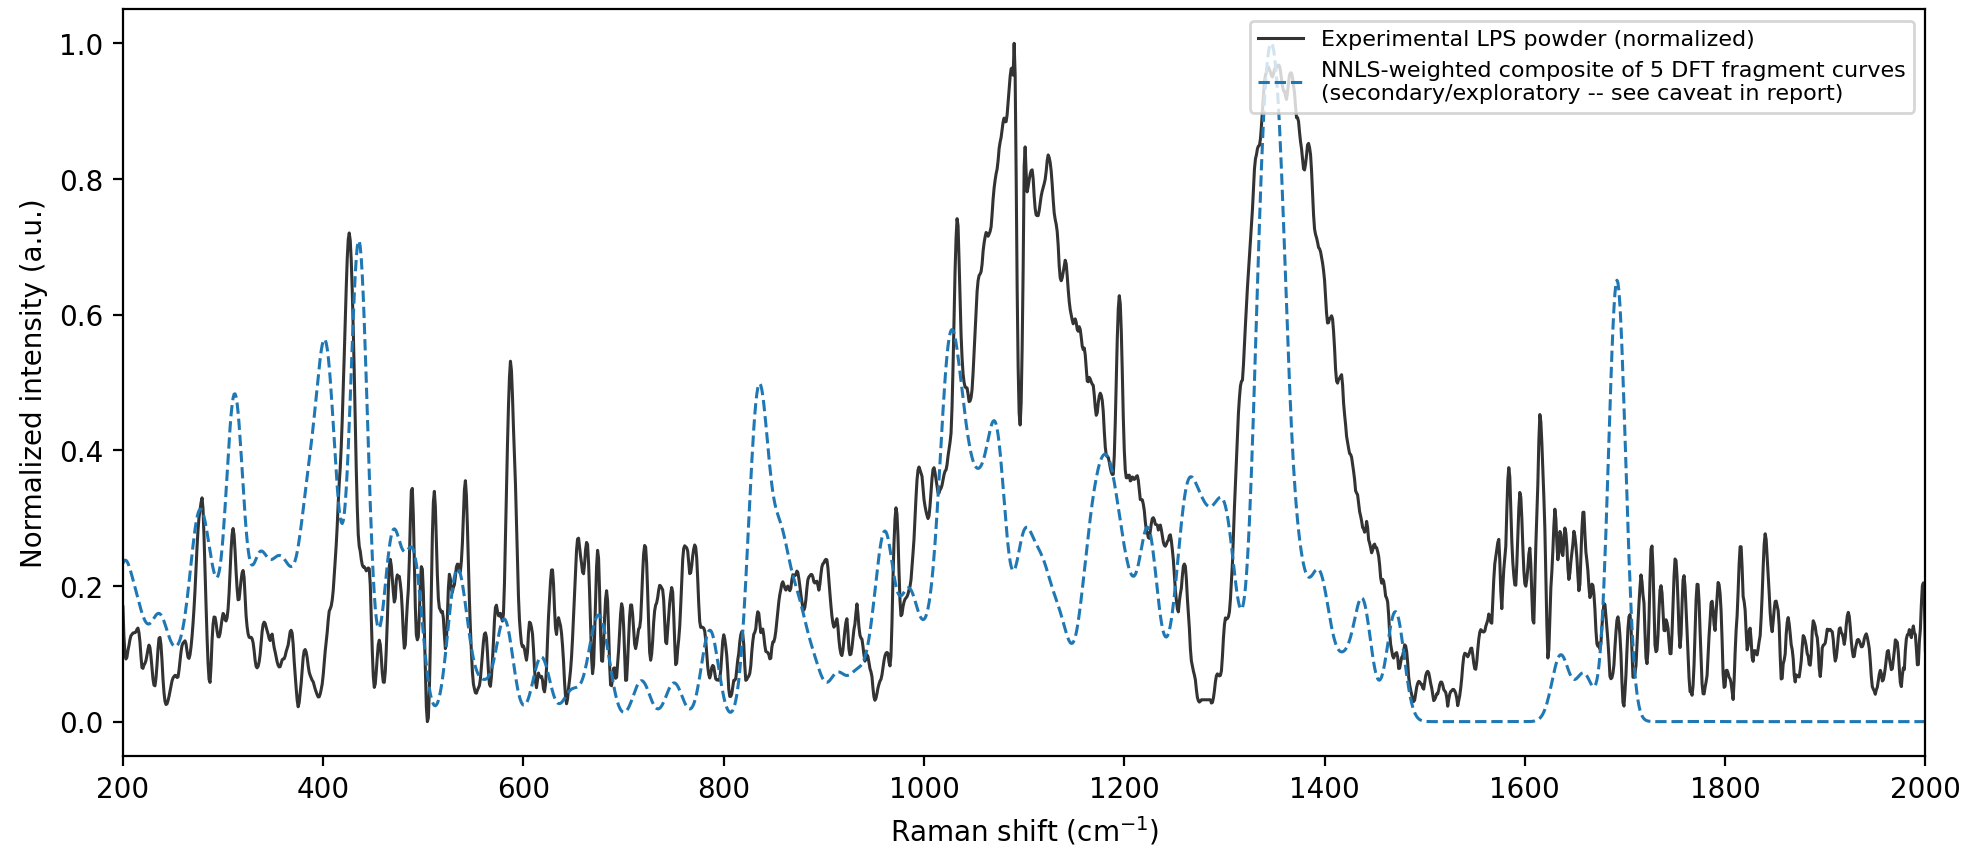 1.0
0.8
0.6
0.4
0.2
0.0
Normalized intensity (a.u.)
Experimental LPS powder (normalized)
NNLS-weighted composite of 5 DFT fragment curves
(secondary/exploratory -- see caveat in report)
200 400 600 800 1000 1200 1400 1600 1800 2000
Raman shift (cm⁻¹)